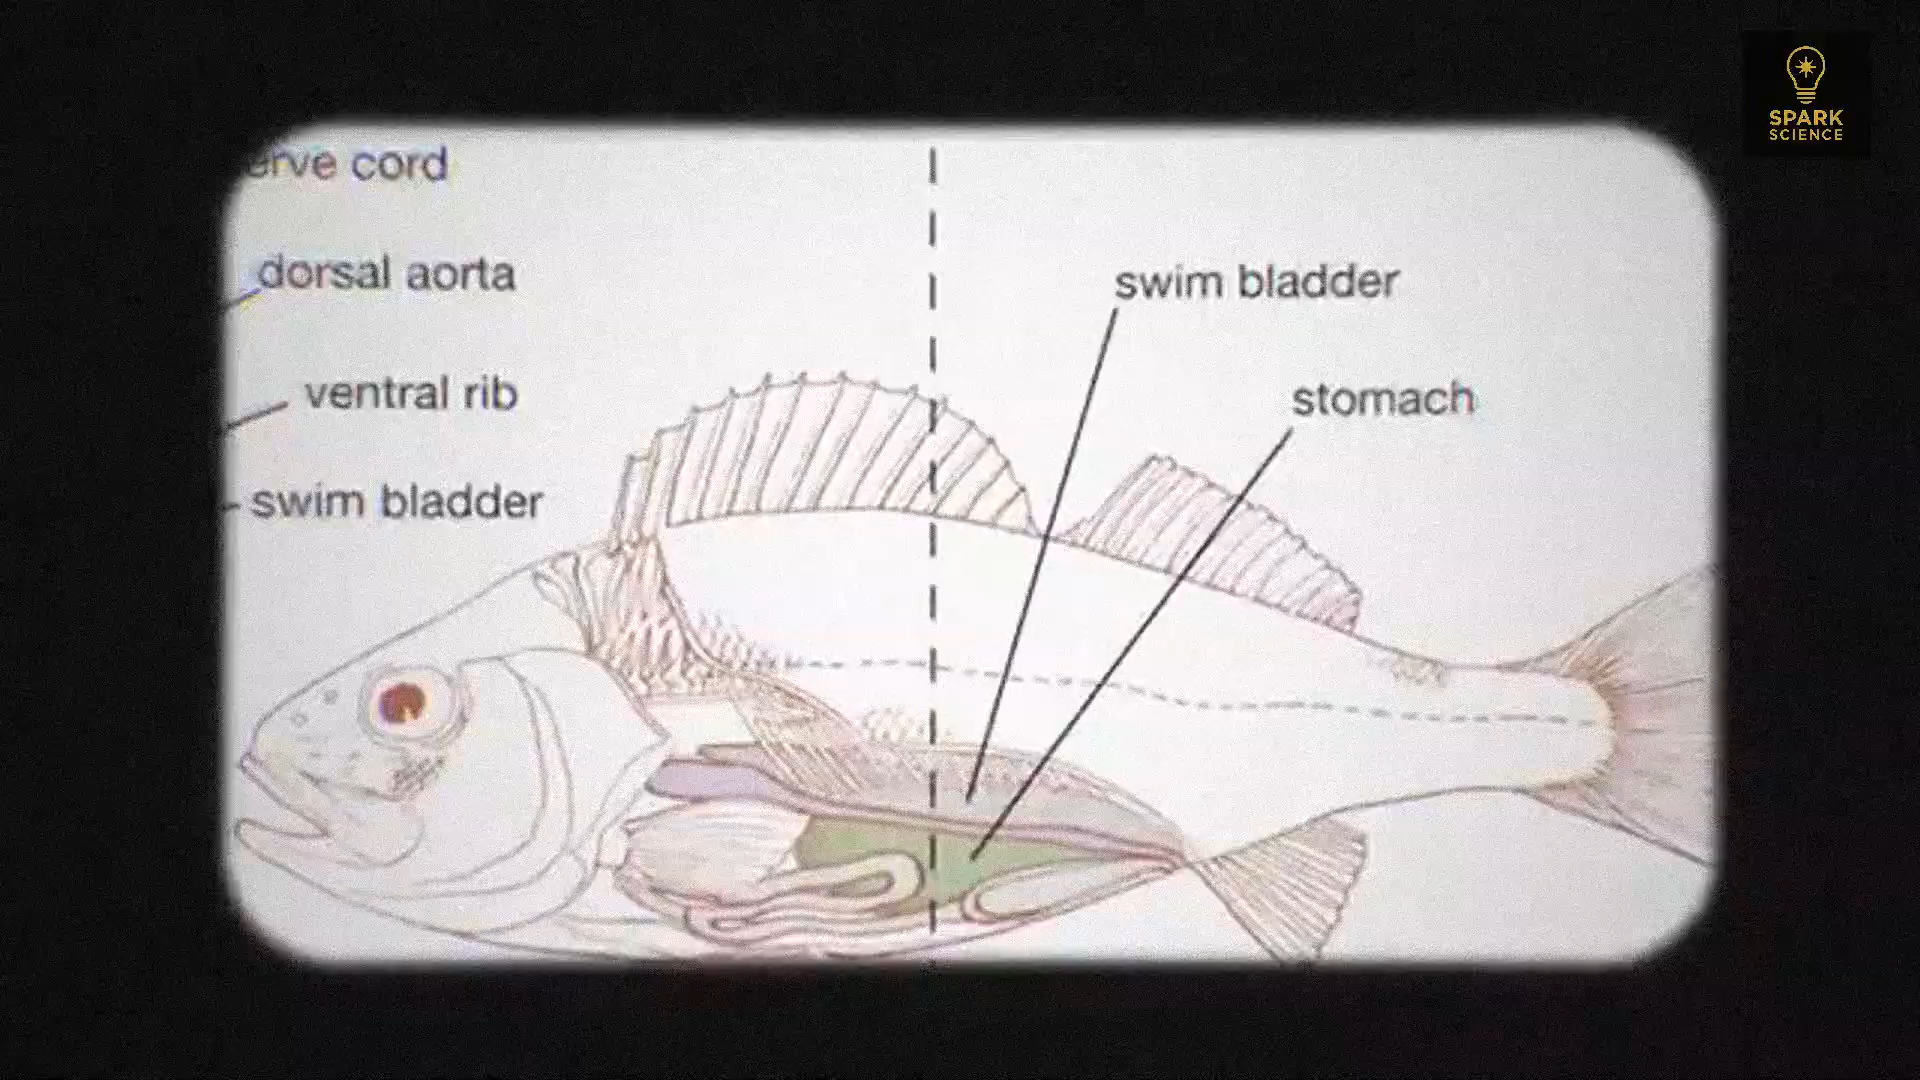 SPARK
SCIENCE
erve cord
dorsal aorta
swim bladder
ventral rib
stomach
swim bladder